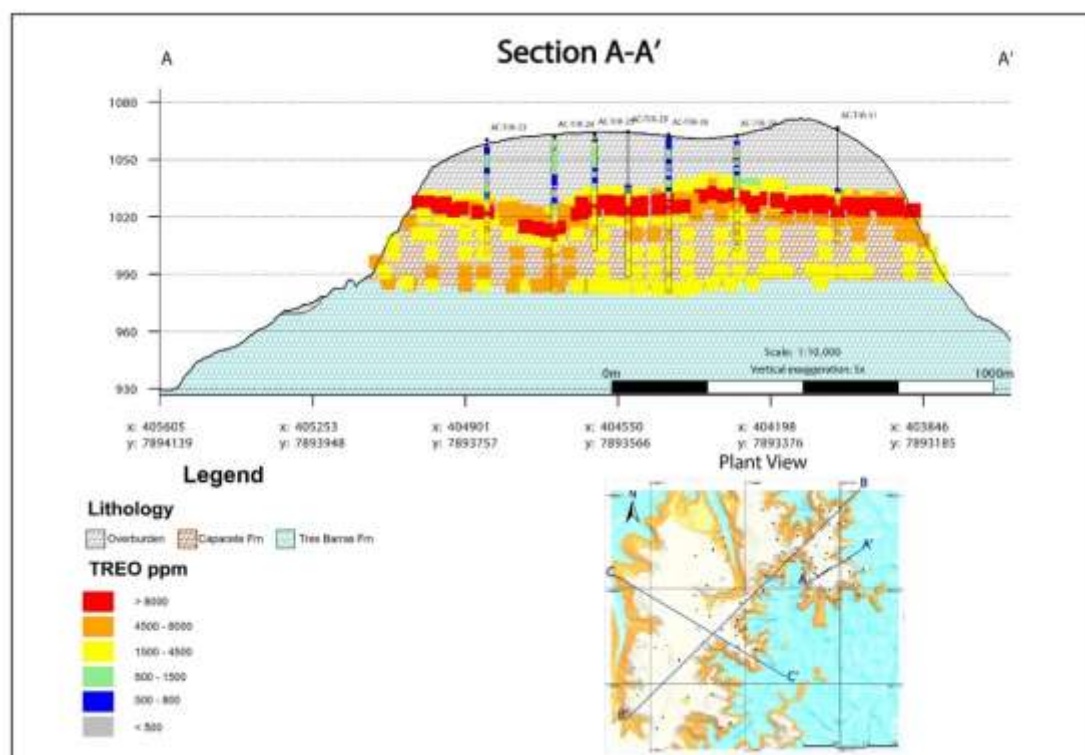 Section A-A'
A
A'
1080
1050
1020
990
960
930
Scale: 1:10,000
Vertical exaggeration: 5x
0m
1000m
x: 405605
y: 7894139
x: 405253
y: 7893948
x: 404901
y: 7893757
x: 404550
y: 7893566
x: 404198
y: 7893376
x: 403846
y: 7893185
Legend
Lithology
Overburden
Capacete Fm
Tres Barras Fm
TREO ppm
4500 - 8000
1500 - 4500
800 - 1500
500 - 800
< 500
Plant View
N
B
A'
A
C
C'